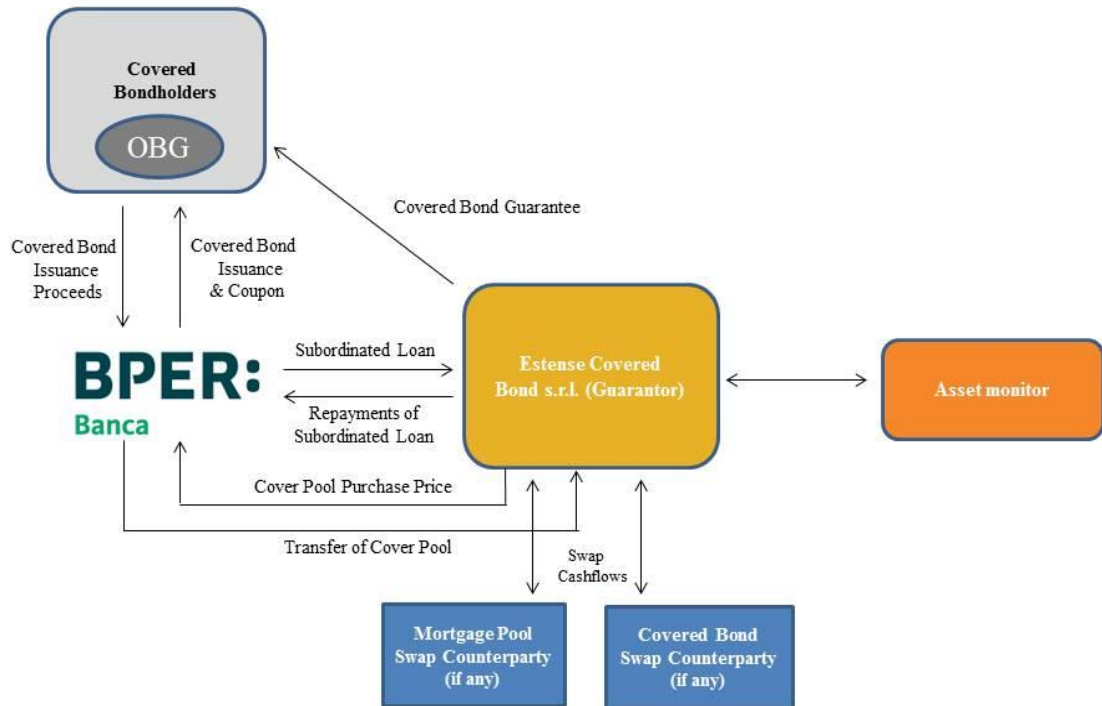 Covered
Bondholders
OBG
Covered Bond Guarantee
Covered Bond
Issuance
Proceeds
Covered Bond
Issuance
& Coupon
BPER:
Banca
Subordinated Loan
Repayments of
Subordinated Loan
Estense Covered
Bond s.r.l. (Guarantor)
Asset monitor
Cover Pool Purchase Price
Transfer of Cover Pool
Swap
Cashflows
Mortgage Pool
Swap Counterparty
(if any)
Covered Bond
Swap Counterparty
(if any)